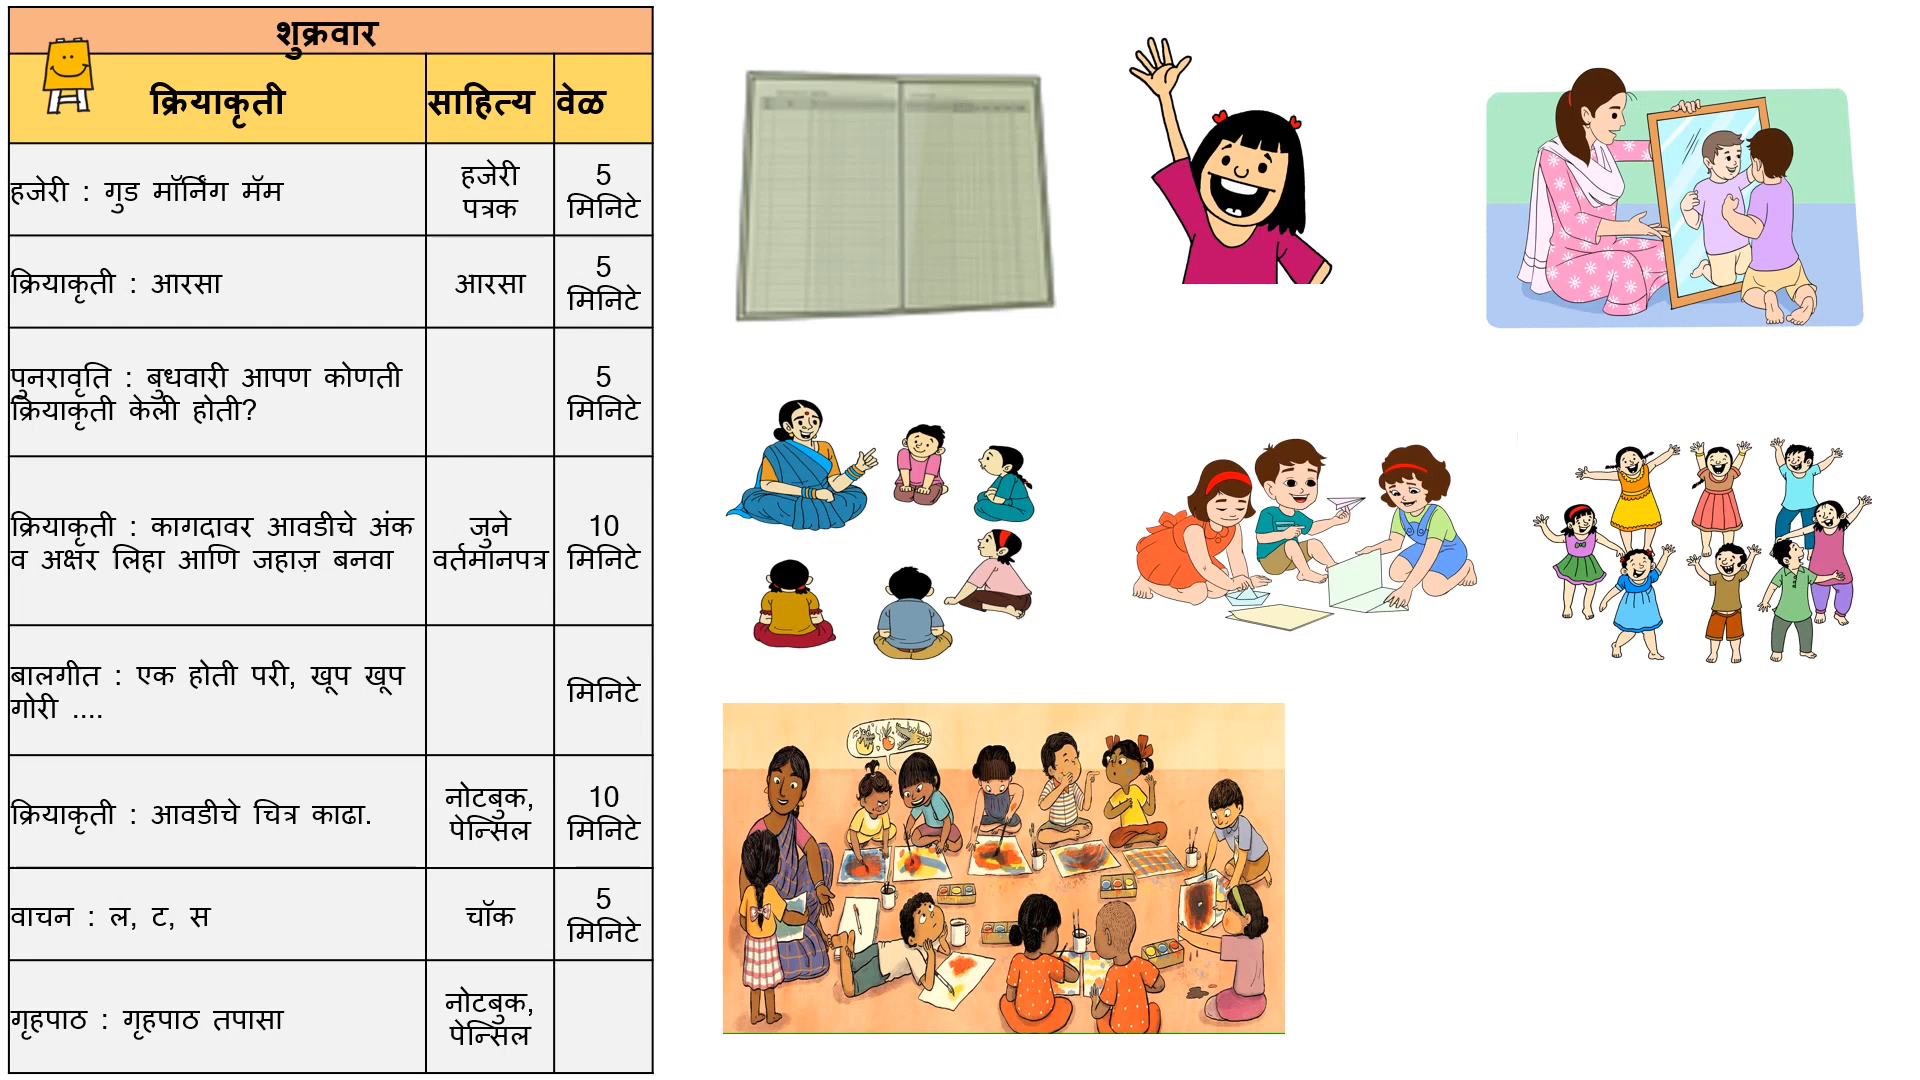 शुक्रवार
क्रियाकृती साहित्य वेळ
हजेरी : गुड मॉर्निंग मॅम
हजेरी
पत्रक
5
मिनिटे
क्रियाकृती : आरसा
आरसा
5
मिनिटे
पुनरावृति : बुधवारी आपण कोणती
क्रियाकृती केली होती?
5
मिनिटे
क्रियाकृती : कागदावर आवडीचे अंक
व अक्षर लिहा आणि जहाज़ बनवा
जुने
वर्तमानपत्र
10
मिनिटे
बालगीत : एक होती परी, खूप खूप
गोरी ....
मिनिटे
क्रियाकृती : आवडीचे चित्र काढा.
नोटबुक,
पेन्सिल
10
मिनिटे
वाचन : ल, ट, स
चॉक
5
मिनिटे
गृहपाठ : गृहपाठ तपासा
नोटबुक,
पेन्सिल